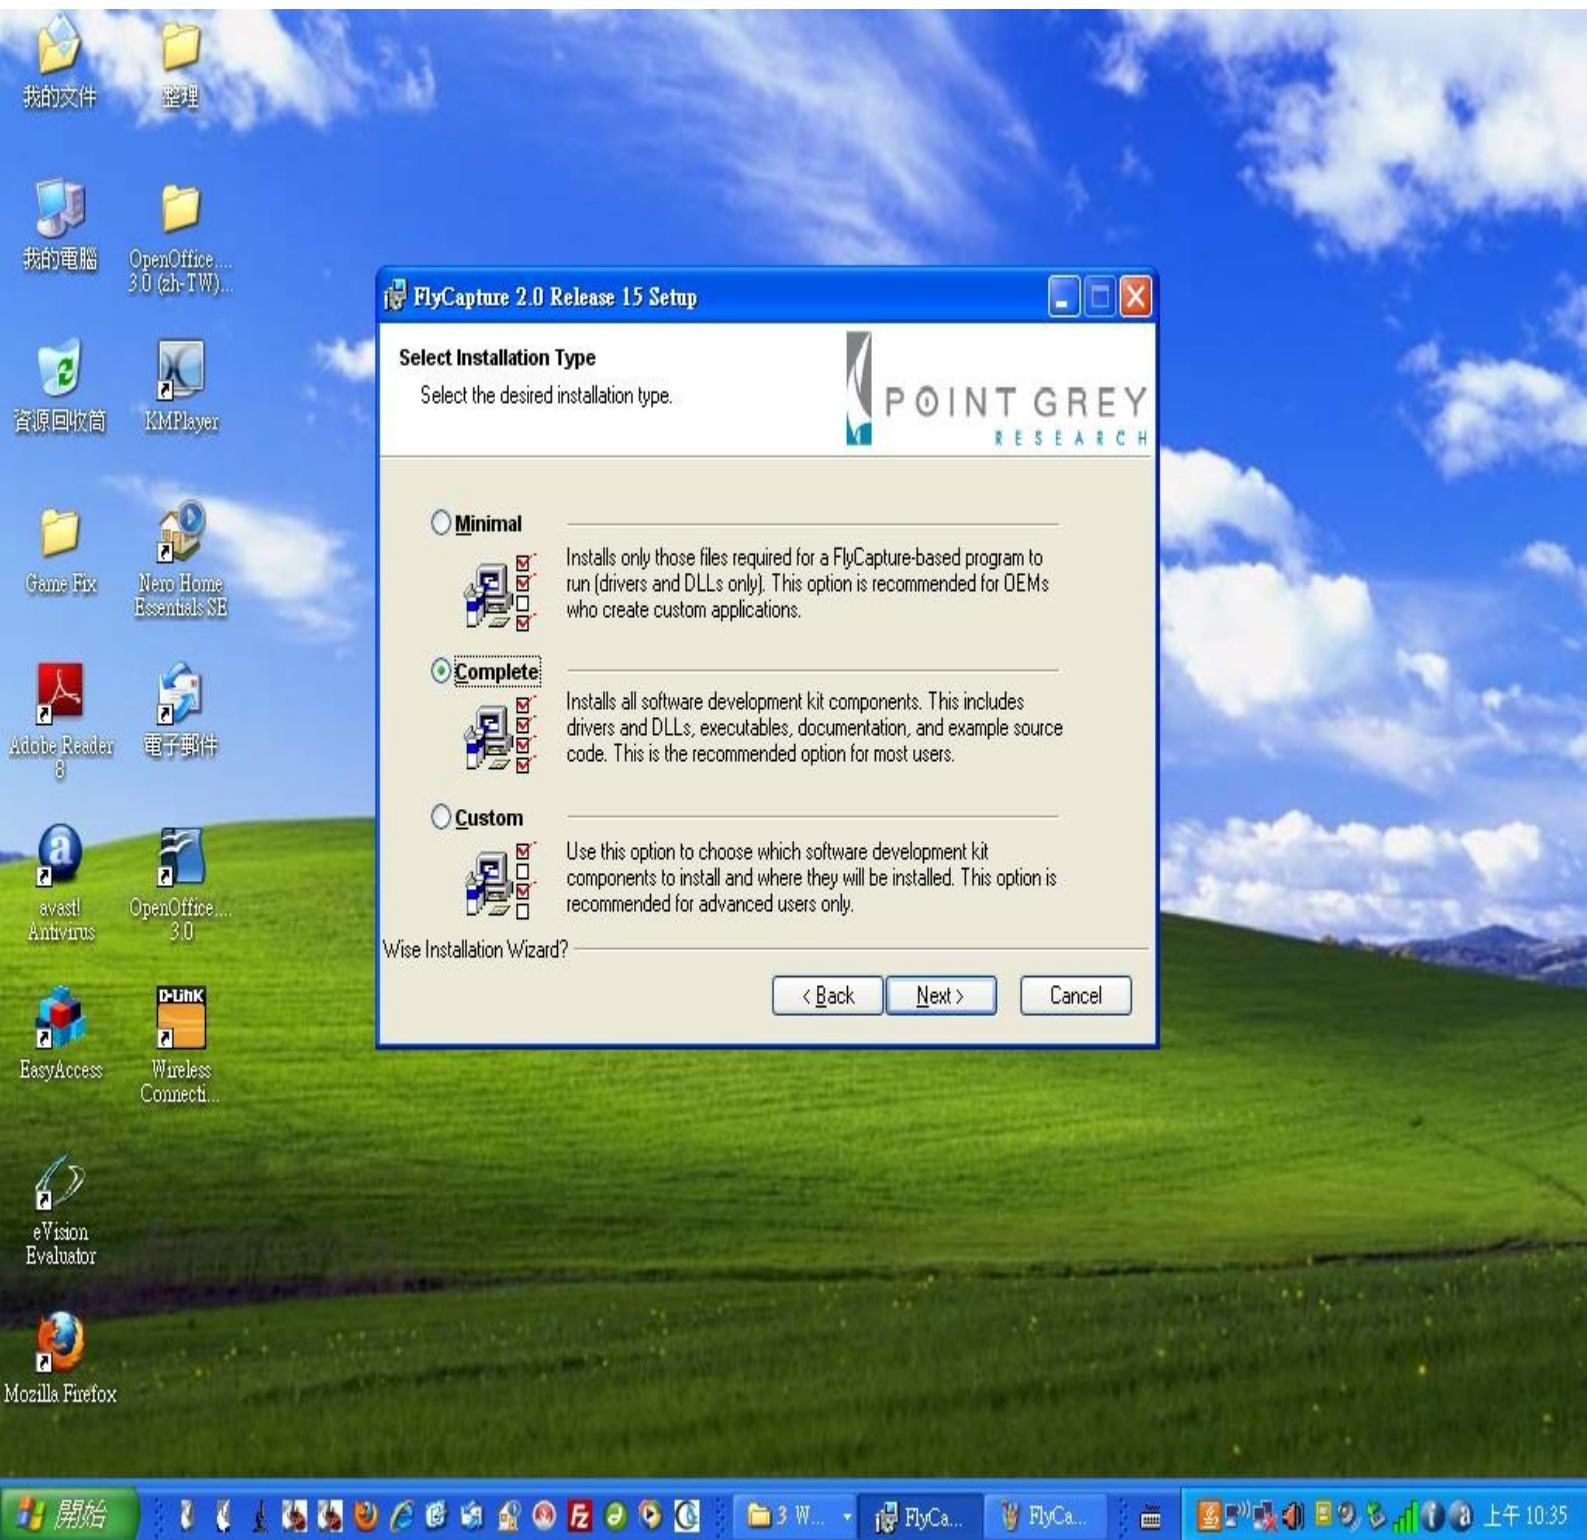 我的文件
整理
我的電腦
OpenOffice....
3.0 (zh-TW)...
資源回收筒
KMPlayer
Game Fix
Nero Home
Essentials SE
Adobe Reader
8
電子郵件
avast!
Antivirus
OpenOffice....
3.0
EasyAccess
D-Link
Wireless
Connecti...
eVision
Evaluator
Mozilla Firefox
FlyCapture 2.0 Release 15 Setup
Select Installation Type
Select the desired installation type.
POINT GREY
RESEARCH
Minimal
Installs only those files required for a FlyCapture-based program to
run (drivers and DLLs only). This option is recommended for OEMs
who create custom applications.
Complete
Installs all software development kit components. This includes
drivers and DLLs, executables, documentation, and example source
code. This is the recommended option for most users.
Custom
Use this option to choose which software development kit
components to install and where they will be installed. This option is
recommended for advanced users only.
Wise Installation Wizard?
< Back
Next >
Cancel
開始
3 W...
FlyCa...
FlyCa...
上午 10:35